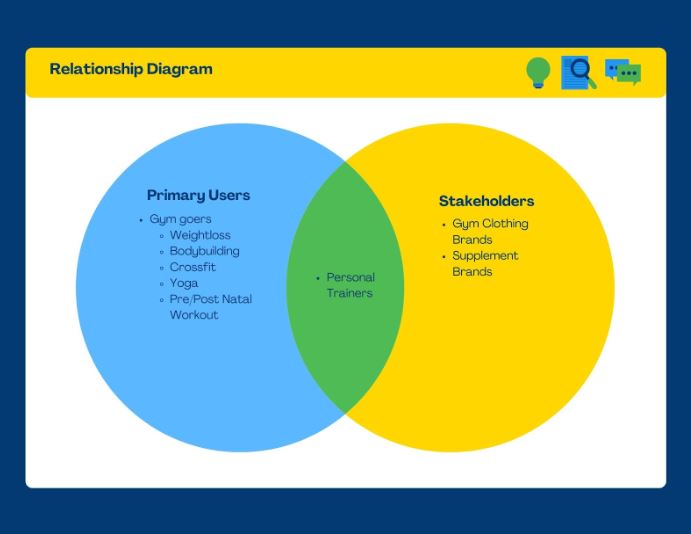 Relationship Diagram
Primary Users
• Gym goers
◦ Weightloss
◦ Bodybuilding
◦ Crossfit
◦ Yoga
◦ Pre/Post Natal
Workout
• Personal
Trainers
Stakeholders
• Gym Clothing
Brands
• Supplement
Brands